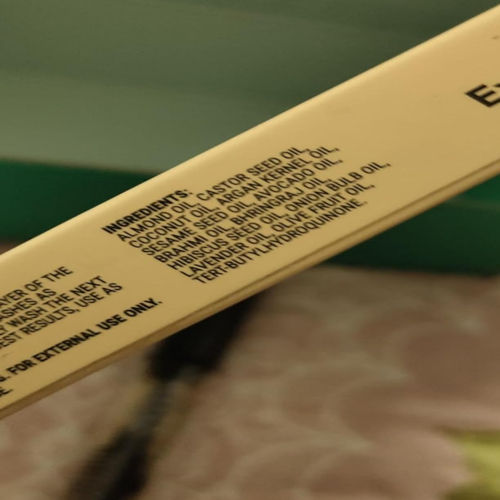 AYER OF THE
ASHES AS
WASH THE NEXT
EST RESULTS, USE AS
FOR EXTERNAL USE ONLY.
INGREDIENTS:
ALMOND OIL, CASTOR SEED OIL,
COCONUT OIL, ARGAN KERNEL OIL,
SESAME SEED OIL, AVOCADO OIL,
BRAHMI OIL, BHRINGRAJ OIL,
HIBISCUS SEED OIL, ONION BULB OIL,
LAVENDER OIL, OLIVE FRUIT OIL,
TERT-BUTYLHYDROQUINONE.